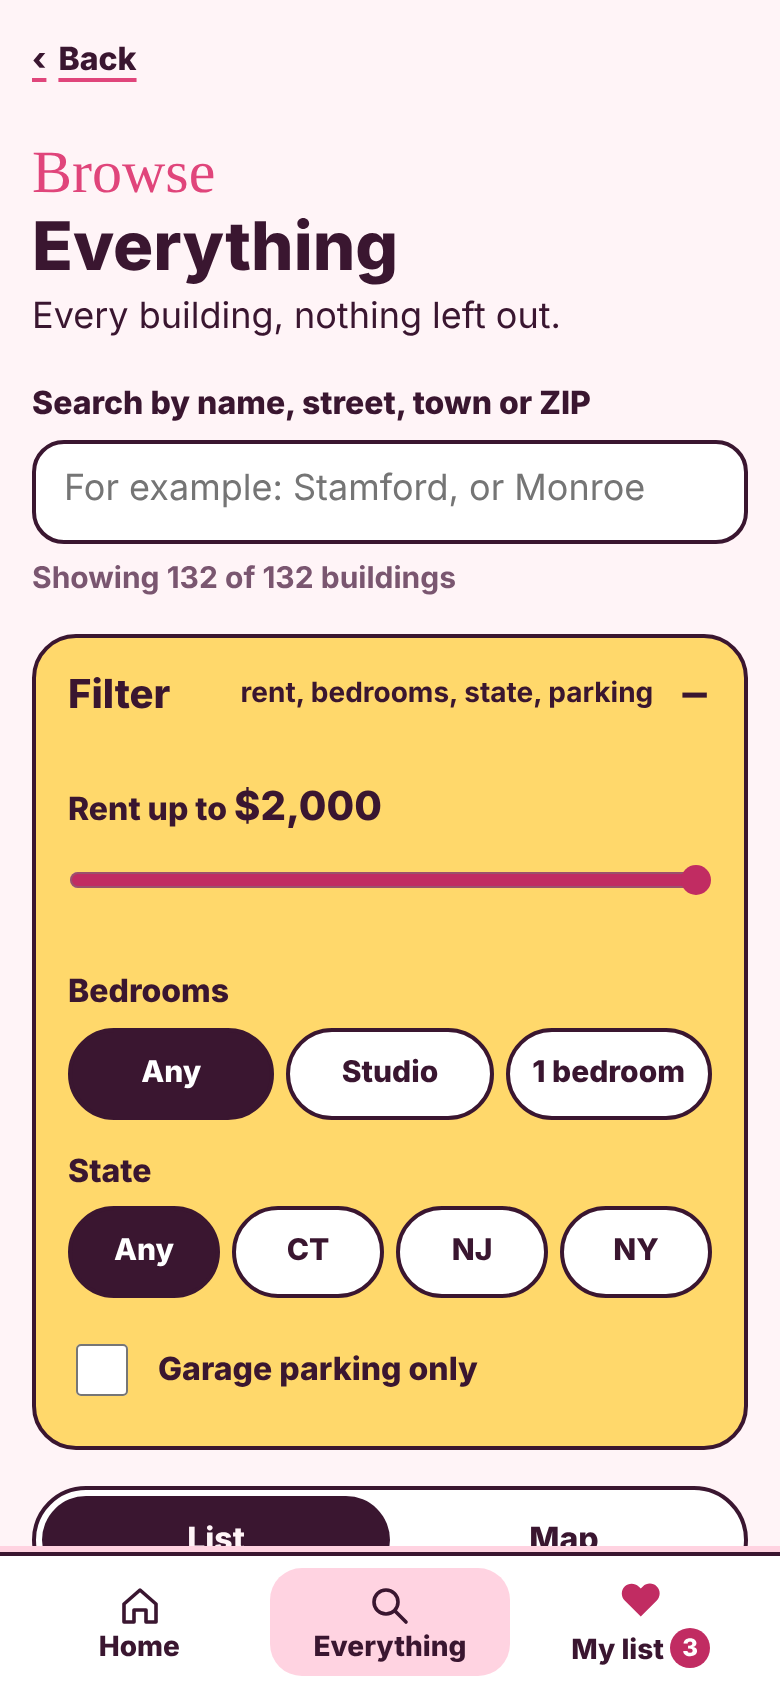 ‹ Back
Browse
Everything
Every building, nothing left out.
Search by name, street, town or ZIP
For example: Stamford, or Monroe
Showing 132 of 132 buildings
Filter rent, bedrooms, state, parking –
Rent up to $2,000
Bedrooms
Any Studio 1 bedroom
State
Any CT NJ NY
Garage parking only
List Map
Home Everything My list 3